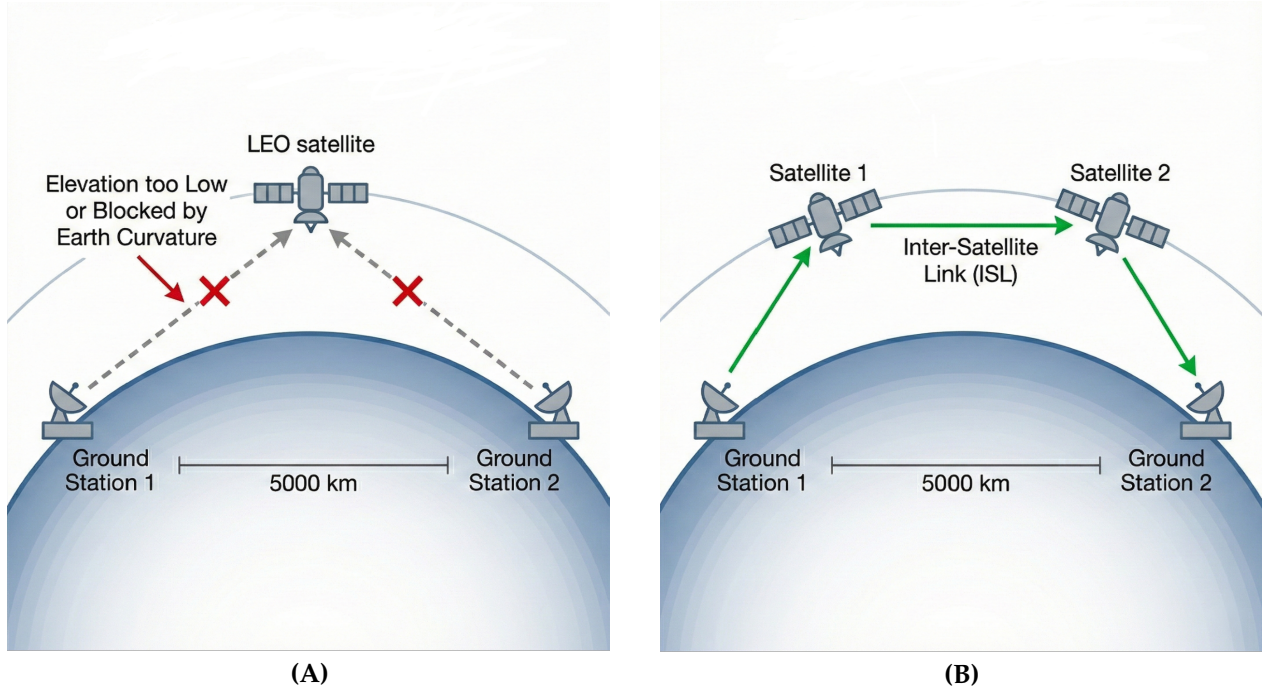 LEO satellite
Elevation too Low
or Blocked by
Earth Curvature
Ground
Station 1
5000 km
Ground
Station 2
(A)
Satellite 1
Satellite 2
Inter-Satellite
Link (ISL)
Ground
Station 1
5000 km
Ground
Station 2
(B)